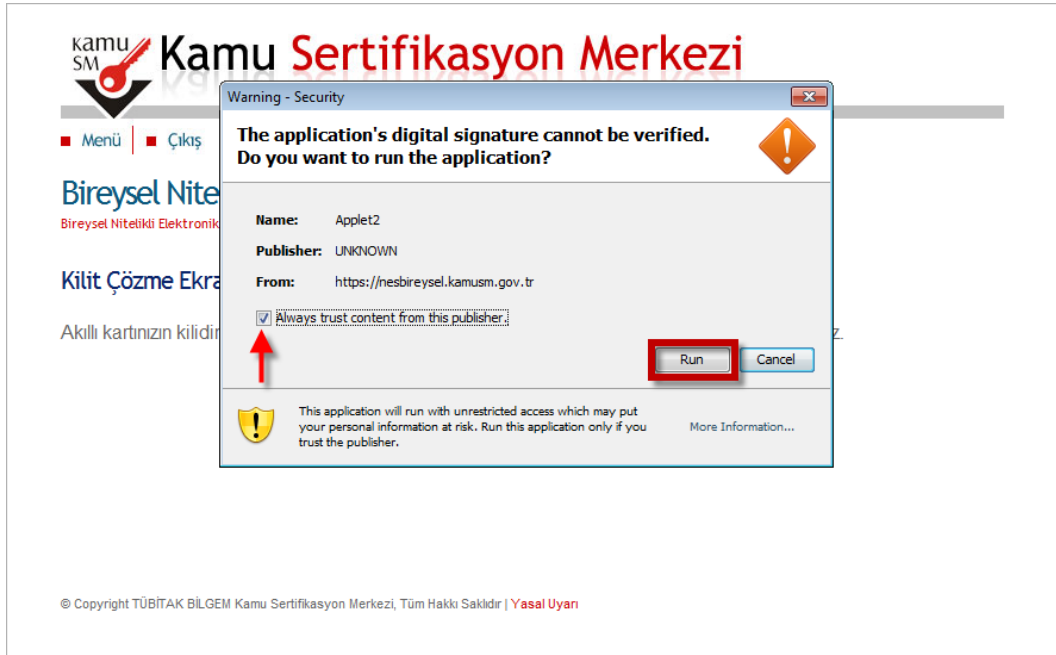 Kamu
SM
Kamu Sertifikasyon Merkezi
Warning - Security
Menü
Çıkış
The application's digital signature cannot be verified.
Do you want to run the application?
Bireysel Nite
Bireysel Nitelikli Elektronik
Name: Applet2
Publisher: UNKNOWN
Kilit Çözme Ekra
From: https://nesbireysel.kamusm.gov.tr
Always trust content from this publisher.
Akıllı kartınızın kilidin
z.
Run
Cancel
This application will run with unrestricted access which may put
your personal information at risk. Run this application only if you
trust the publisher.
More Information...
© Copyright TÜBİTAK BİLGEM Kamu Sertifikasyon Merkezi, Tüm Hakkı Saklıdır | Yasal Uyarı